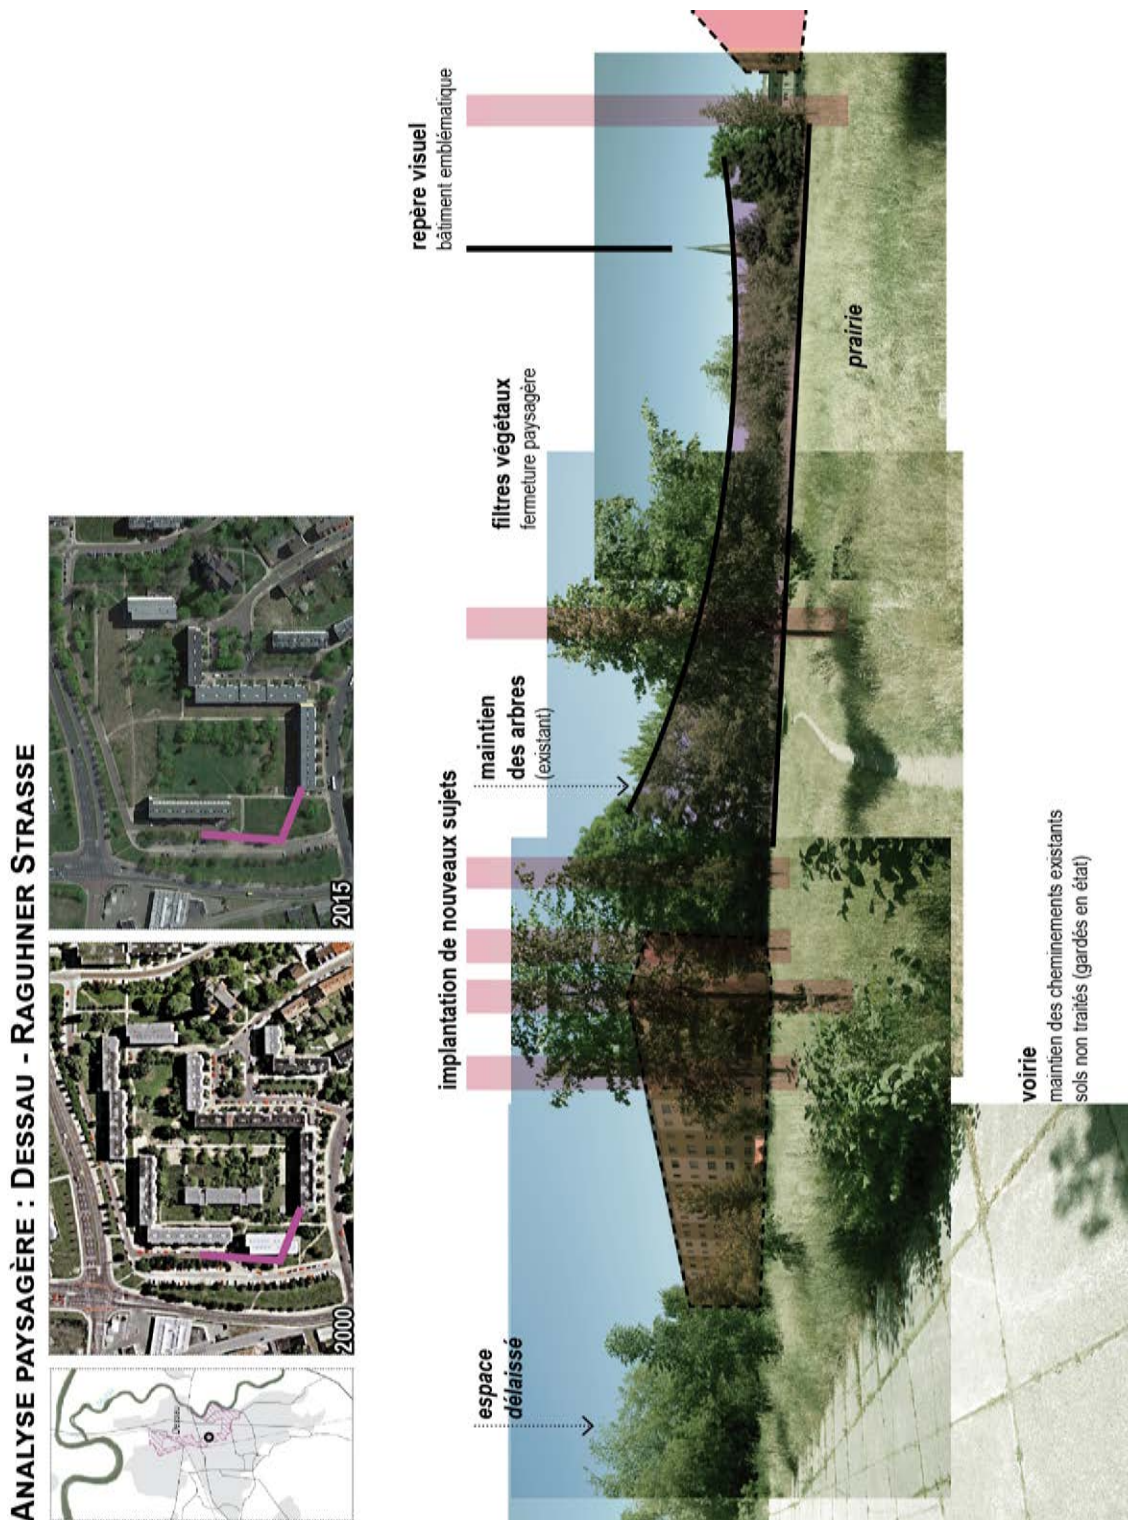 ANALYSE PAYSAGÈRE : DESSAU - RAGUHNER STRASSE
Dessau
2000
2015
espace
délaissé
implantation de nouveaux sujets
maintien
des arbres
(existant)
filtres végétaux
fermeture paysagère
repère visuel
bâtiment emblématique
prairie
voirie
maintien des cheminements existants
sols non traités (gardés en état)